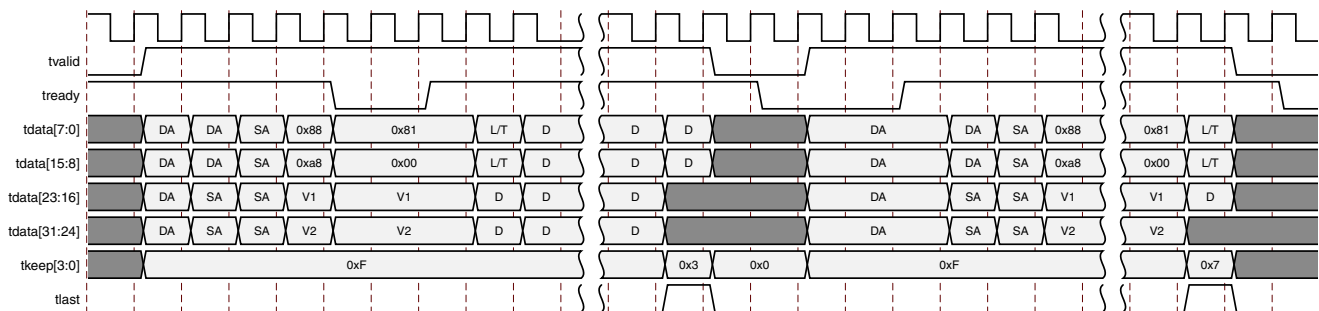 tvalid
tready
tdata[7:0] DA DA SA 0x88 0x81 L/T D D D DA DA SA 0x88 0x81 L/T
tdata[15:8] DA DA SA 0xa8 0x00 L/T D D D DA DA SA 0xa8 0x00 L/T
tdata[23:16] DA SA SA V1 V1 D D D DA SA SA V1 V1 D
tdata[31:24] DA SA SA V2 V2 D D D DA SA SA V2 V2
tkeep[3:0] 0xF 0x3 0x0 0xF 0x7
tlast